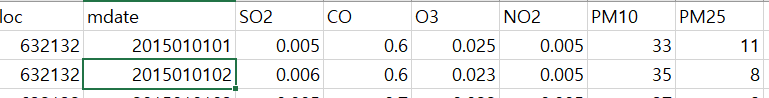 loc mdate SO2 CO O3 NO2 PM10 PM25
632132 2015010101 0.005 0.6 0.025 0.005 33 11
632132 2015010102 0.006 0.6 0.023 0.005 35 8